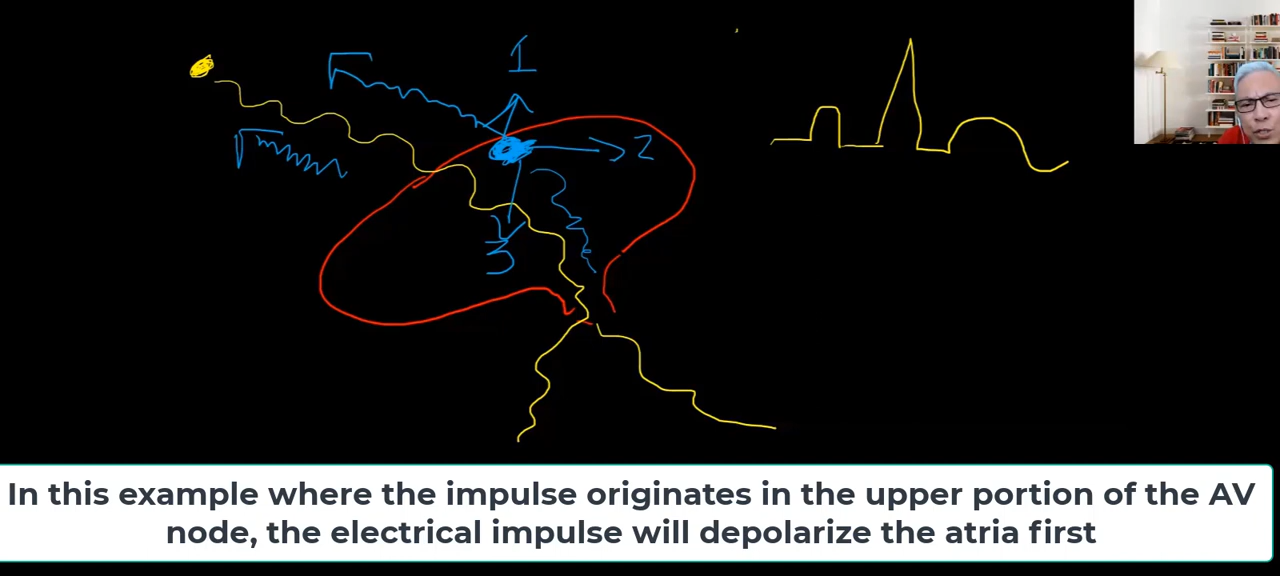 1
2
3
In this example where the impulse originates in the upper portion of the AV
node, the electrical impulse will depolarize the atria first